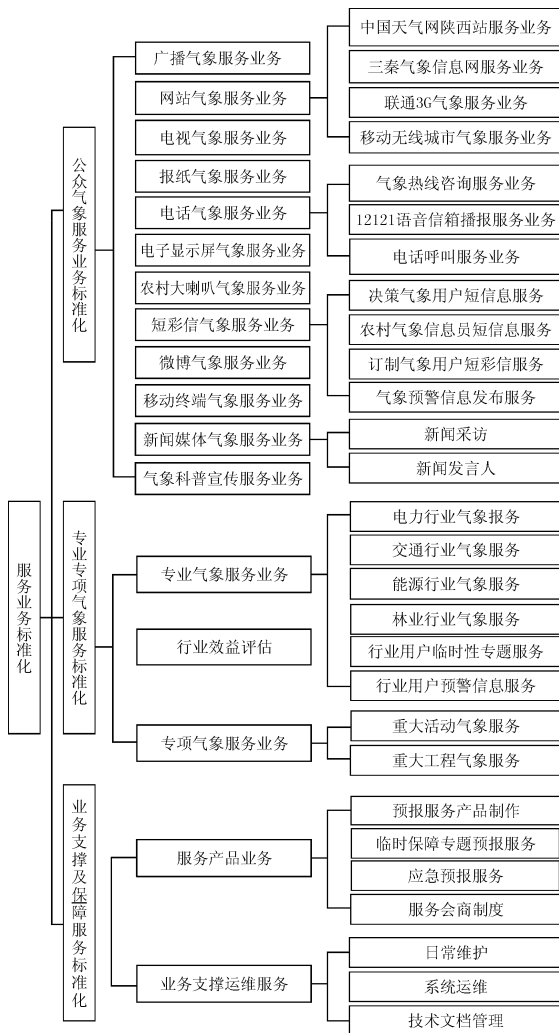 服务业务标准化
公众气象服务业务标准化
广播气象服务业务
网站气象服务业务
中国天气网陕西站服务业务
三秦气象信息网服务业务
联通3G气象服务业务
移动无线城市气象服务业务
电视气象服务业务
报纸气象服务业务
电话气象服务业务
气象热线咨询服务业务
12121语音信箱播报服务业务
电话呼叫服务业务
电子显示屏气象服务业务
农村大喇叭气象服务业务
短彩信气象服务业务
决策气象用户短信息服务
农村气象信息员短信息服务
订制气象用户短彩信服务
气象预警信息发布服务
微博气象服务业务
移动终端气象服务业务
新闻媒体气象服务业务
新闻采访
新闻发言人
气象科普宣传服务业务
专业专项气象服务标准化
专业气象服务业务
电力行业气象报务
交通行业气象服务
能源行业气象服务
林业行业气象服务
行业用户临时性专题服务
行业用户预警信息服务
行业效益评估
专项气象服务业务
重大活动气象服务
重大工程气象服务
业务支撑及保障服务标准化
服务产品业务
预报服务产品制作
临时保障专题预报服务
应急预报服务
服务会商制度
业务支撑运维服务
日常维护
系统运维
技术文档管理